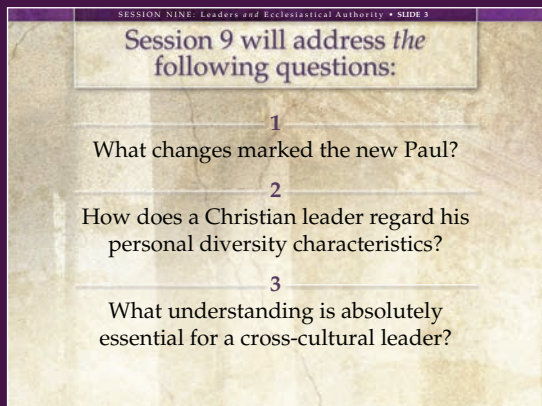 SESSION NINE: Leaders and Ecclesiastical Authority • SLIDE 3
Session 9 will address the
following questions:
1
What changes marked the new Paul?
2
How does a Christian leader regard his
personal diversity characteristics?
3
What understanding is absolutely
essential for a cross-cultural leader?